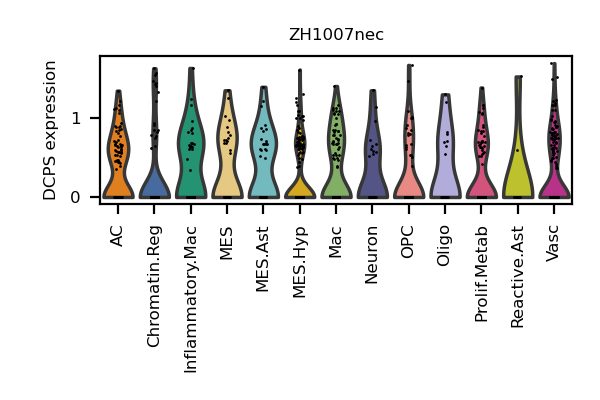 ZH1007nec
DCPS expression
1
0
AC
Chromatin.Reg
Inflammatory.Mac
MES
MES.Ast
MES.Hyp
Mac
Neuron
OPC
Oligo
Prolif.Metab
Reactive.Ast
Vasc